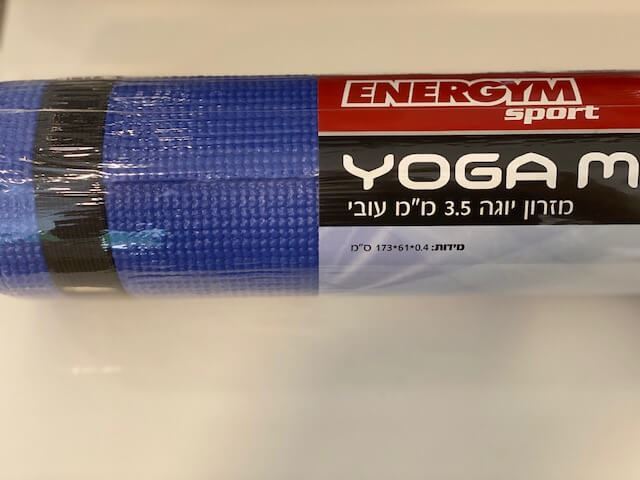 ENERGYM
sport
YOGA M
מזרון יוגה 3.5 מ"מ עובי
מידות: 173*61*0.4 ס"מ